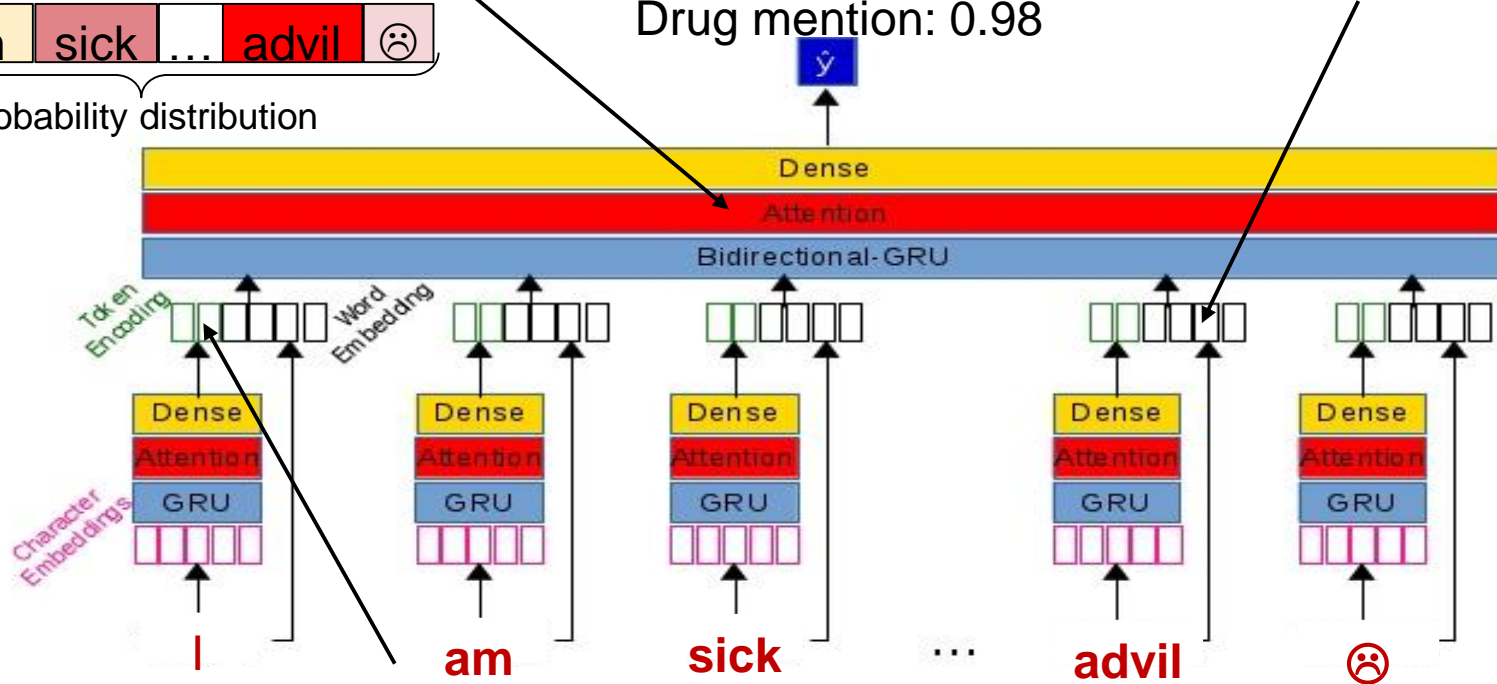 Drug mention: 0.98
sick … advil ☹
ŷ
probability distribution
Dense
Attention
Bidirectional-GRU
Token Encoding
Word Embedding
Dense Dense Dense Dense Dense
Attention Attention Attention Attention Attention
GRU GRU GRU GRU GRU
Character Embeddings
I am sick … advil ☹